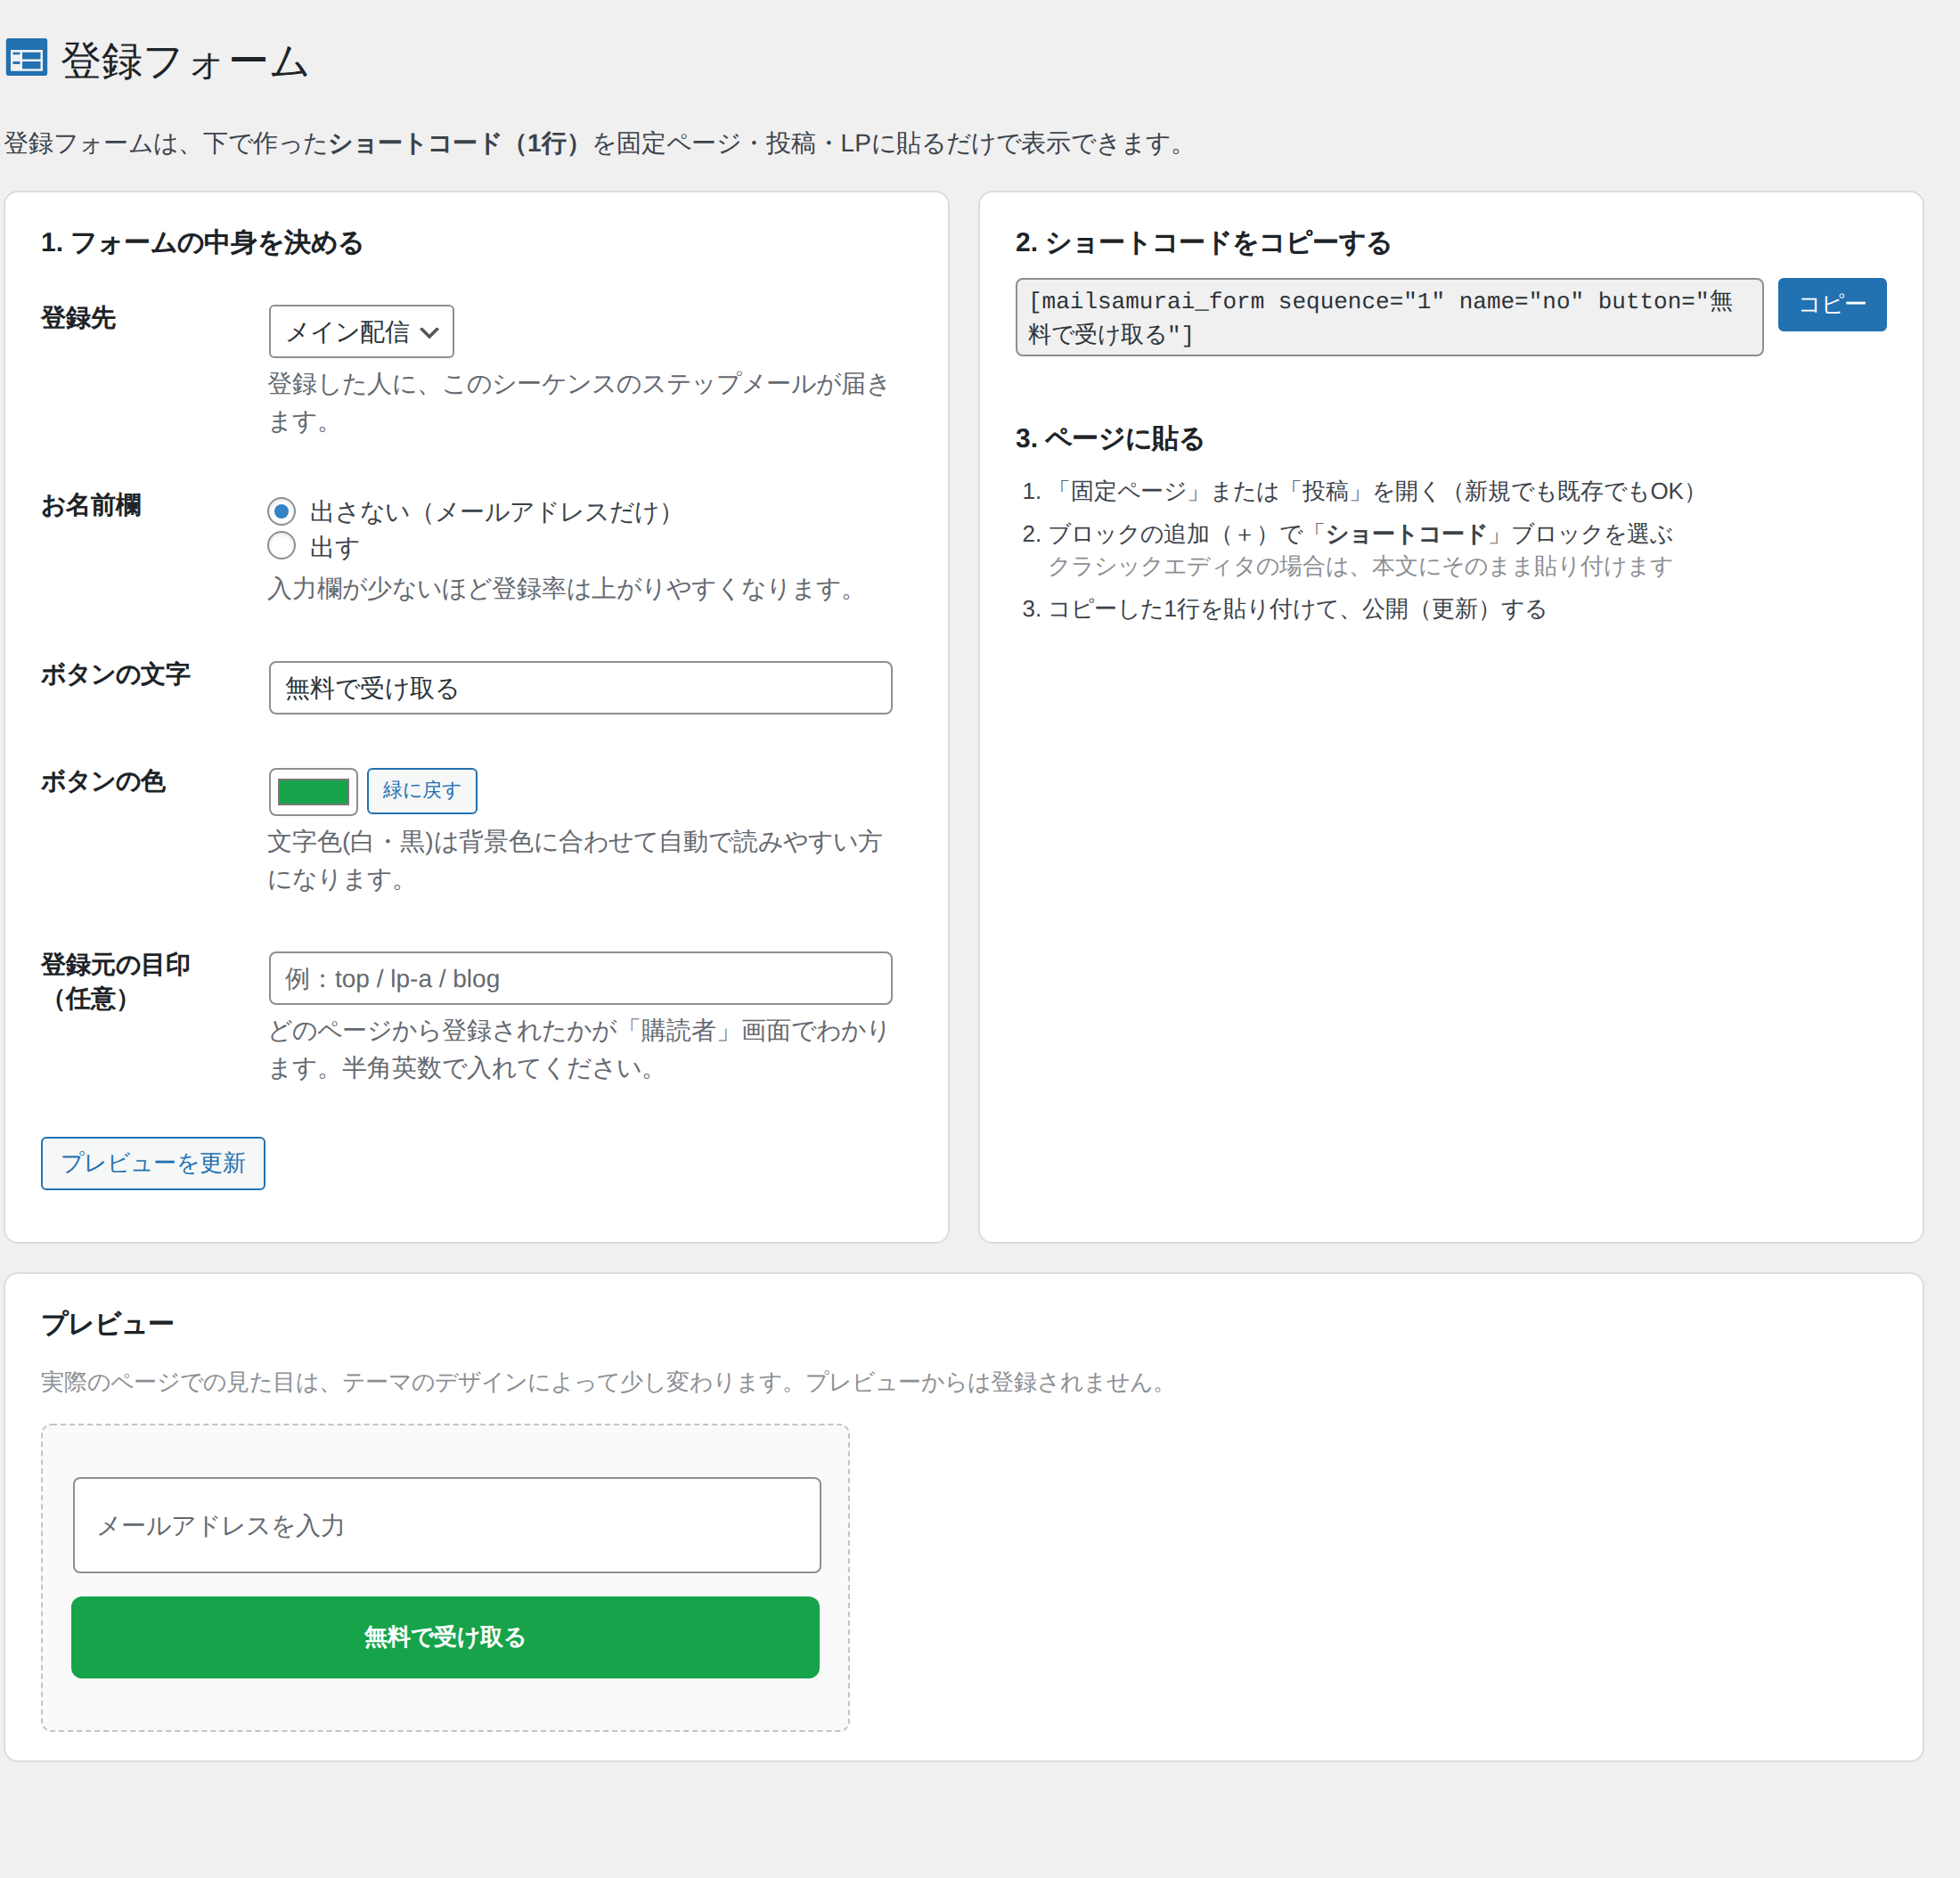 登録フォーム
登録フォームは、下で作ったショートコード（1行）を固定ページ・投稿・LPに貼るだけで表示できます。
1. フォームの中身を決める
登録先
メイン配信
登録した人に、このシーケンスのステップメールが届き
ます。
お名前欄
出さない（メールアドレスだけ）
出す
入力欄が少ないほど登録率は上がりやすくなります。
ボタンの文字
無料で受け取る
ボタンの色
緑に戻す
文字色(白・黒)は背景色に合わせて自動で読みやすい方
になります。
登録元の目印
（任意）
例：top / lp-a / blog
どのページから登録されたかが「購読者」画面でわかり
ます。半角英数で入れてください。
プレビューを更新
2. ショートコードをコピーする
[mailsamurai_form sequence="1" name="no" button="無
料で受け取る"]
コピー
3. ページに貼る
1. 「固定ページ」または「投稿」を開く（新規でも既存でもOK）
2. ブロックの追加（＋）で「ショートコード」ブロックを選ぶ
クラシックエディタの場合は、本文にそのまま貼り付けます
3. コピーした1行を貼り付けて、公開（更新）する
プレビュー
実際のページでの見た目は、テーマのデザインによって少し変わります。プレビューからは登録されません。
メールアドレスを入力
無料で受け取る